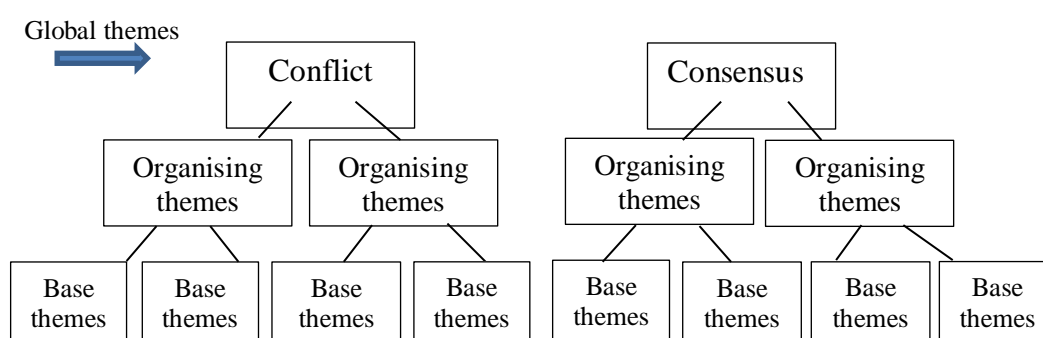 Global themes
Conflict
Consensus
Organising
themes
Organising
themes
Organising
themes
Organising
themes
Base
themes
Base
themes
Base
themes
Base
themes
Base
themes
Base
themes
Base
themes
Base
themes